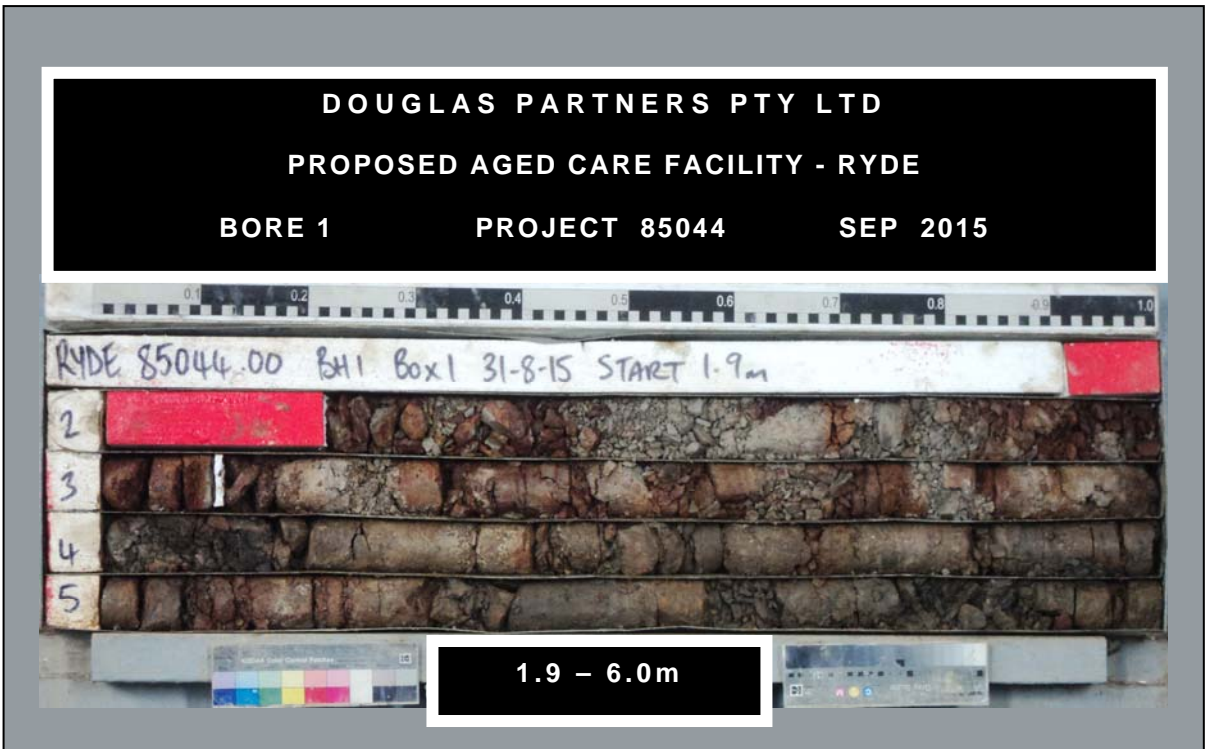 DOUGLAS PARTNERS PTY LTD
PROPOSED AGED CARE FACILITY - RYDE
BORE 1 PROJECT 85044 SEP 2015
0.1 0.2 0.3 0.4 0.5 0.6 0.7 0.8 0.9 1.0
RYDE 85044.00 BH1 Box1 31-8-15 START 1.9m
2
3
4
5
1.9 – 6.0m